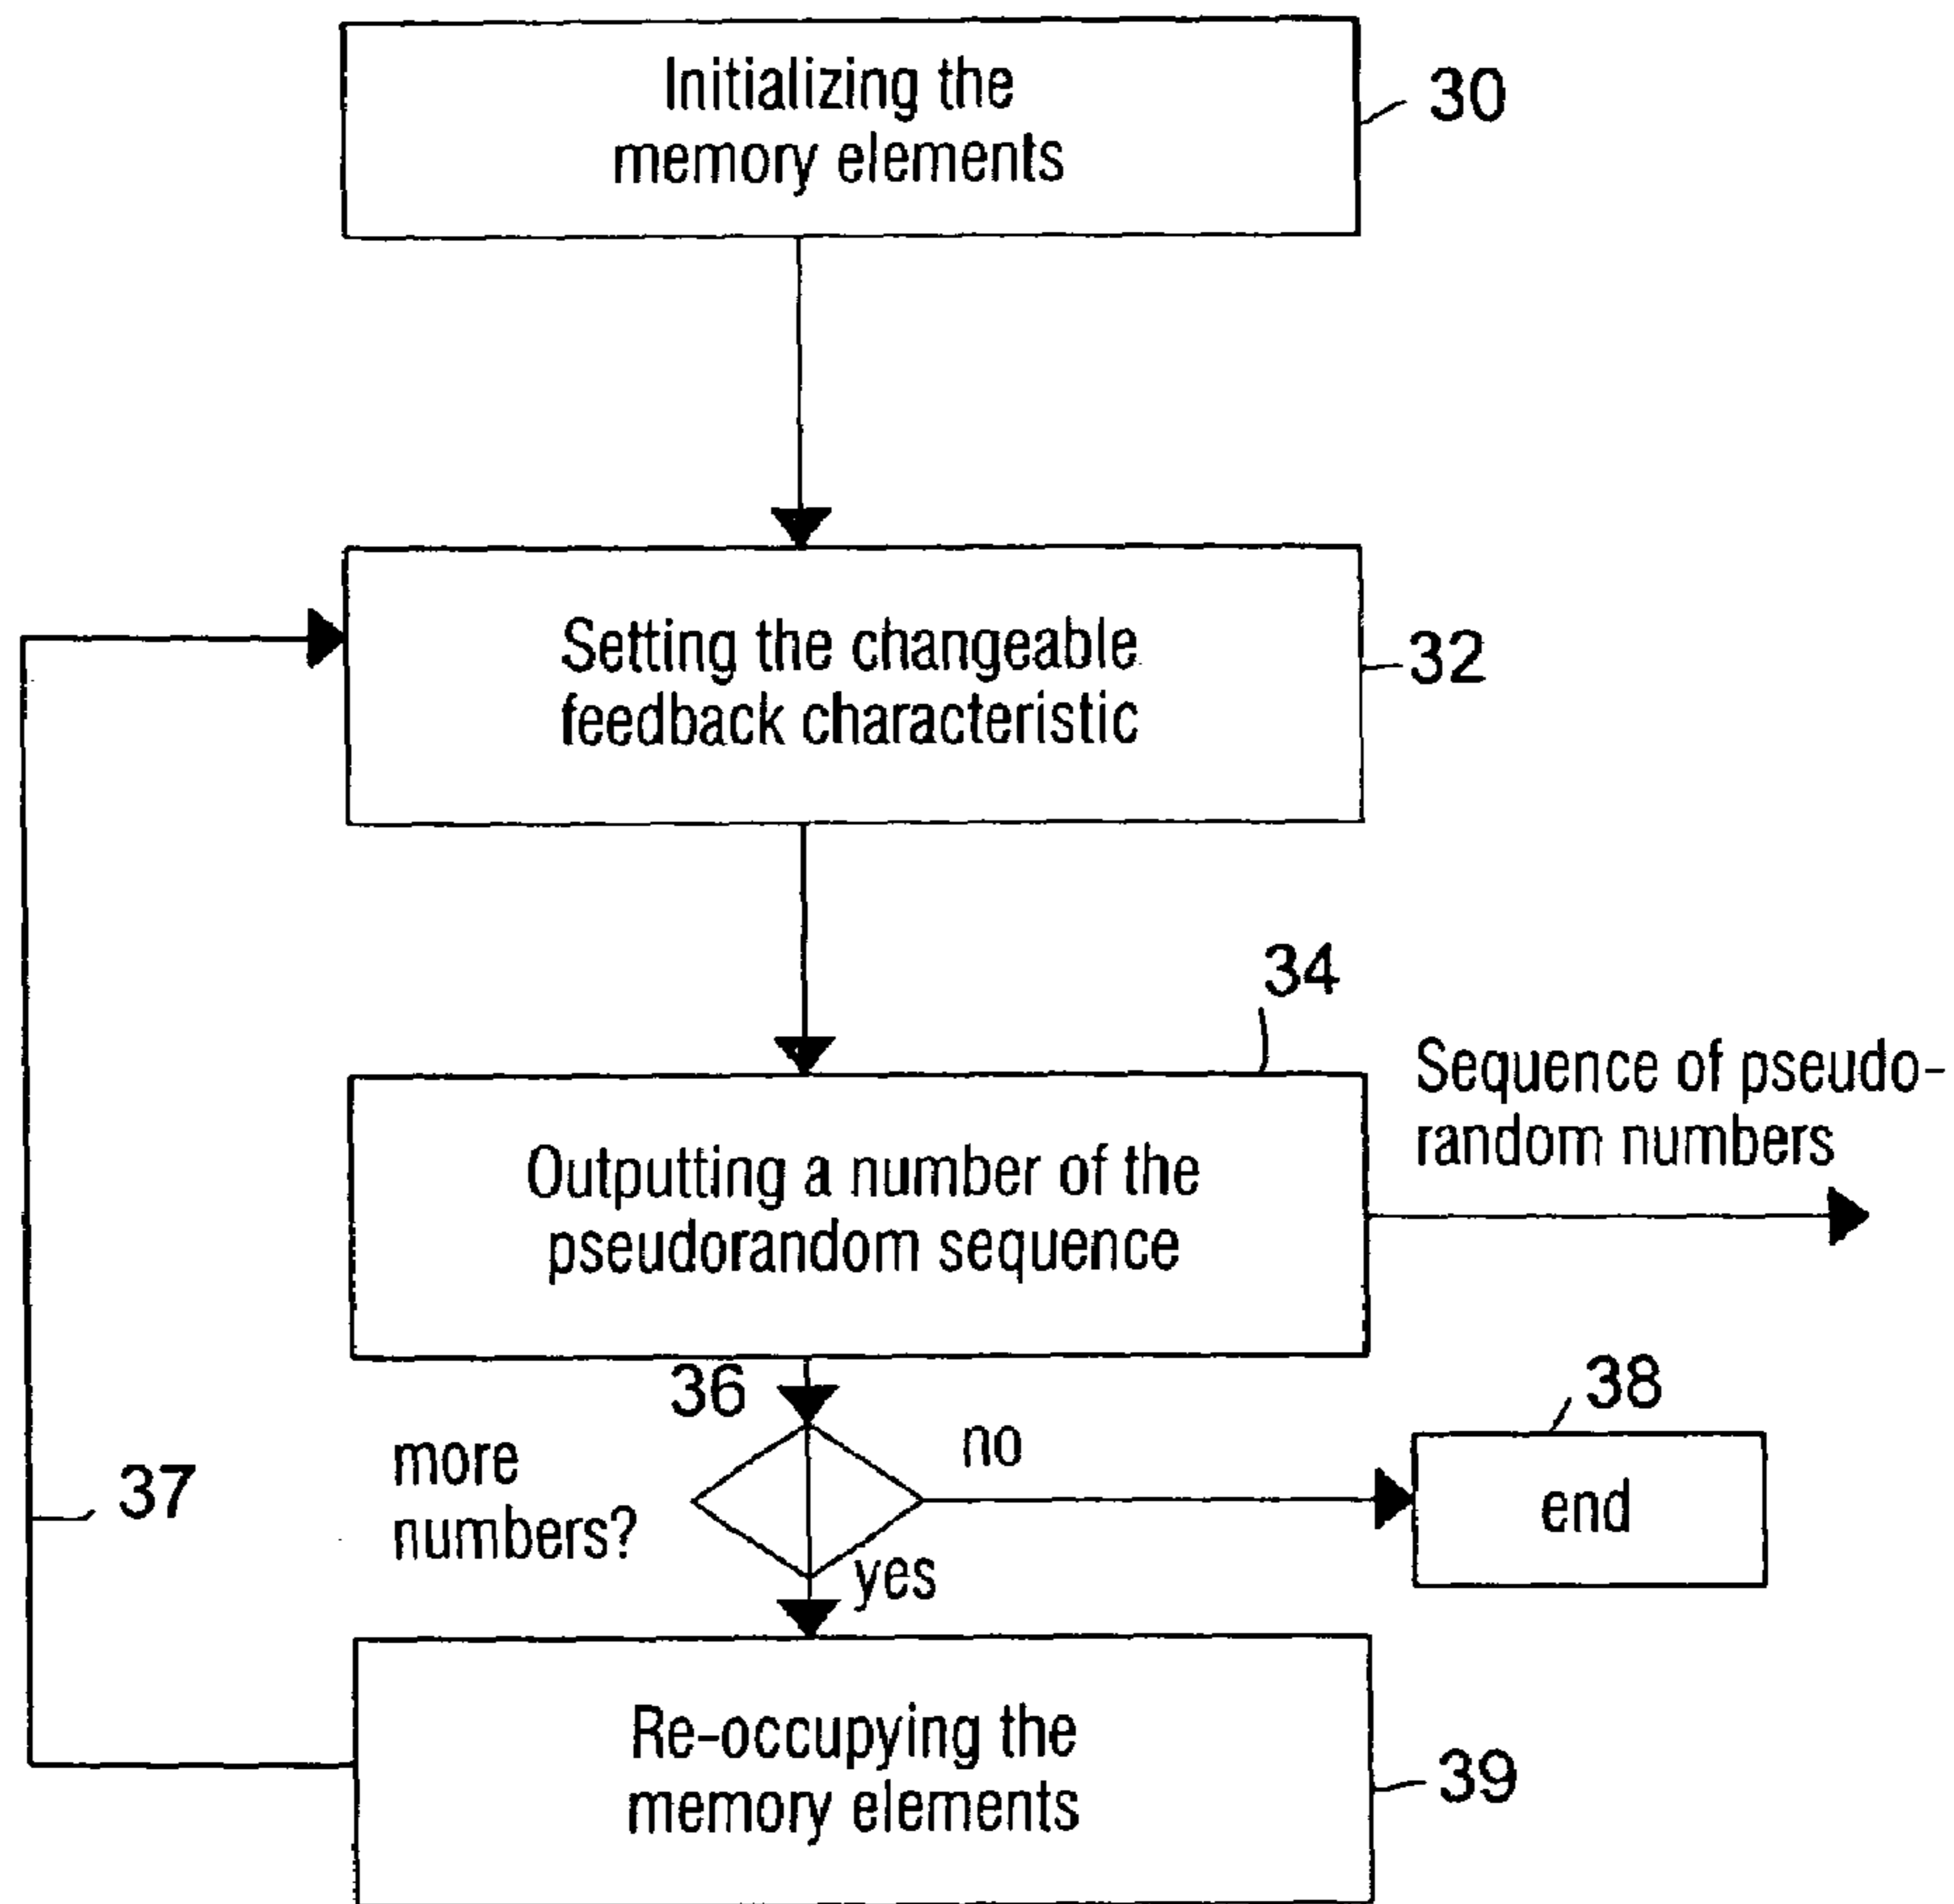 Initializing the
memory elements
30
Setting the changeable
feedback characteristic
32
34
Sequence of pseudo-
random numbers
Outputting a number of the
pseudorandom sequence
36
38
more
numbers?
no
end
37
yes
Re-occupying the
memory elements
39